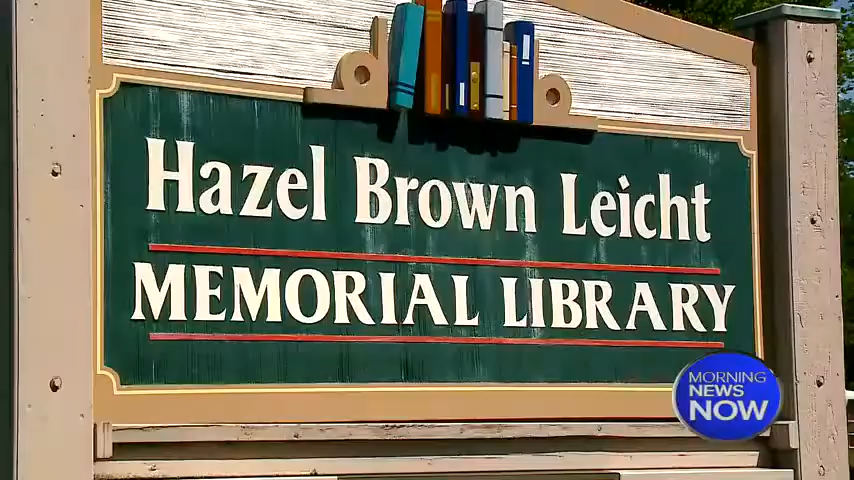 Hazel Brown Leicht
MEMORIAL LIBRARY
MORNING
NEWS
NOW